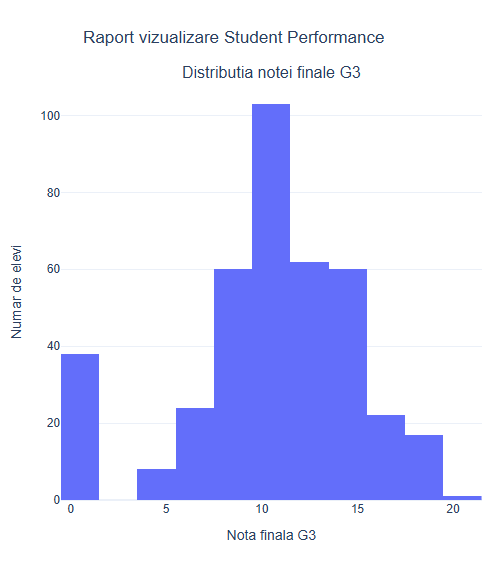 Raport vizualizare Student Performance
Distributia notei finale G3
100
80
60
40
20
0
Numar de elevi
0 5 10 15 20
Nota finala G3